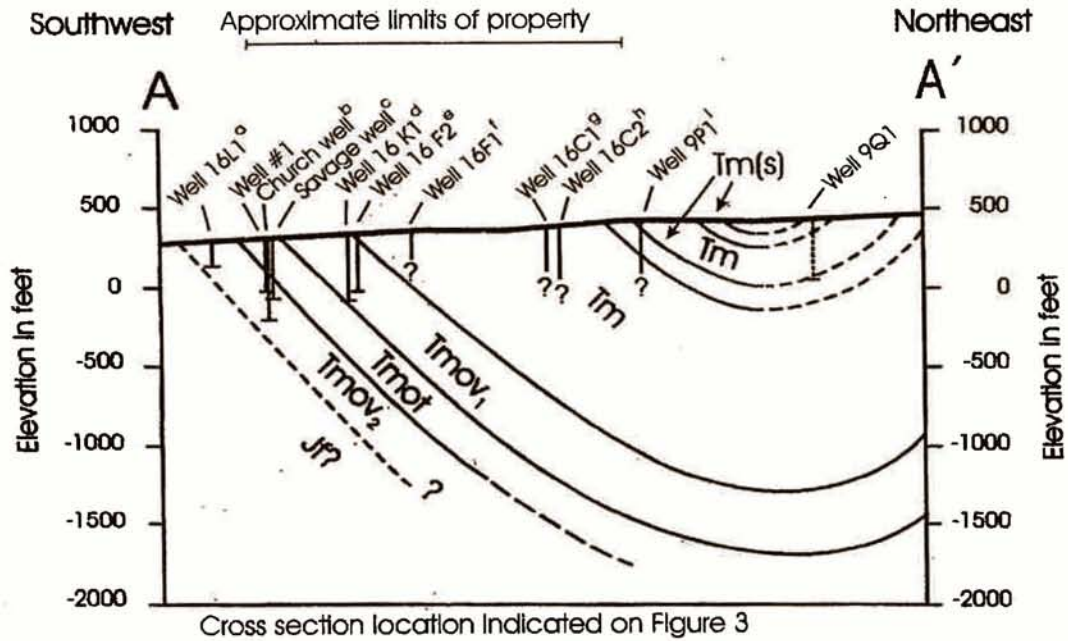 Southwest
Approximate limits of property
Northeast
A
A′
Well 16L1ᵃ
Well #1
Church wellᵇ
Savage wellᶜ
Well 16 K1ᵈ
Well 16 F2ᵉ
Well 16F1ᶠ
Well 16C1ᵍ
Well 16C2ʰ
Well 9P1ⁱ
Tm(s)
Well 9Q1
1000
500
0
-500
-1000
-1500
-2000
Elevation in feet
1000
500
0
-500
-1000
-1500
-2000
Elevation in feet
?
?
?
?
Tm
Tm
Tmov₁
Tmot
Tmov₂
Jf?
?
Cross section location indicated on Figure 3